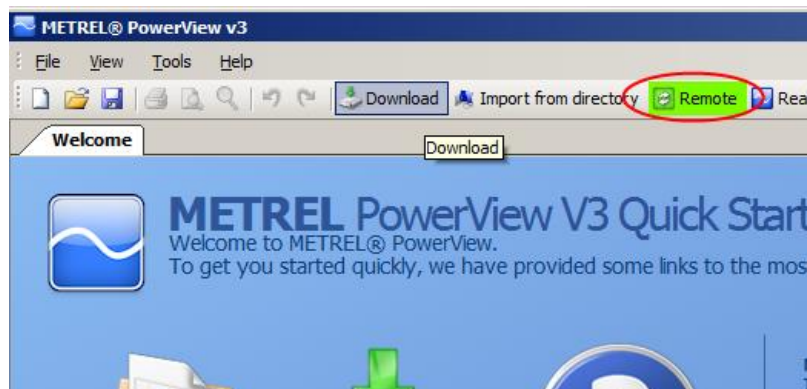 METREL® PowerView v3
File View Tools Help
Download Import from directory Remote Rea
Welcome
Download
METREL PowerView V3 Quick Start
Welcome to METREL® PowerView.
To get you started quickly, we have provided some links to the mos